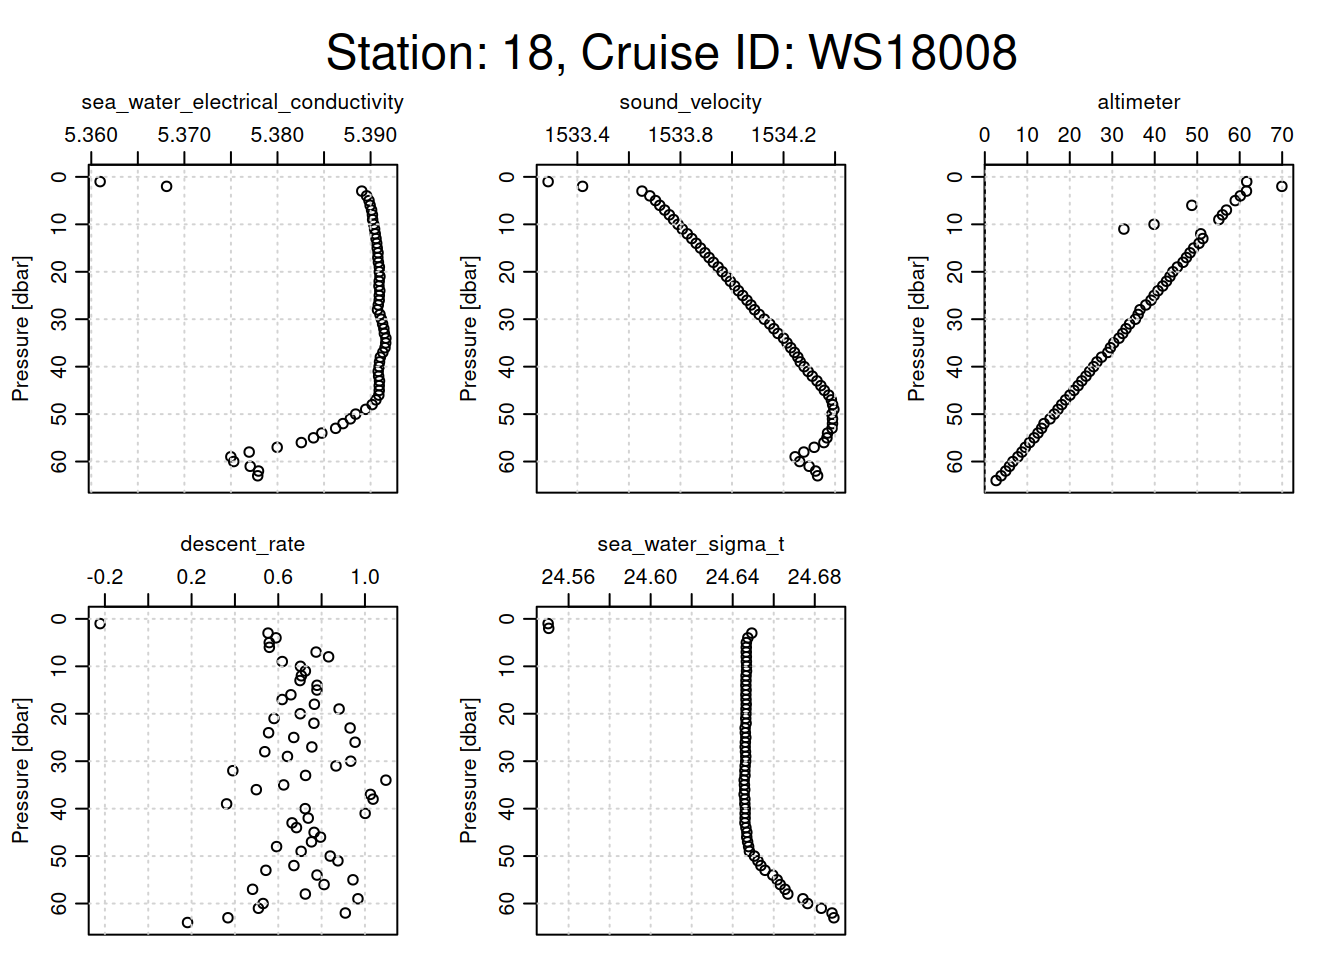 Station: 18, Cruise ID: WS18008
sea_water_electrical_conductivity
5.360 5.370 5.380 5.390
Pressure [dbar]
0
10
20
30
40
50
60
sound_velocity
1533.4 1533.8 1534.2
Pressure [dbar]
0
10
20
30
40
50
60
altimeter
0 10 20 30 40 50 60 70
Pressure [dbar]
0
10
20
30
40
50
60
descent_rate
-0.2 0.2 0.6 1.0
Pressure [dbar]
0
10
20
30
40
50
60
sea_water_sigma_t
24.56 24.60 24.64 24.68
Pressure [dbar]
0
10
20
30
40
50
60